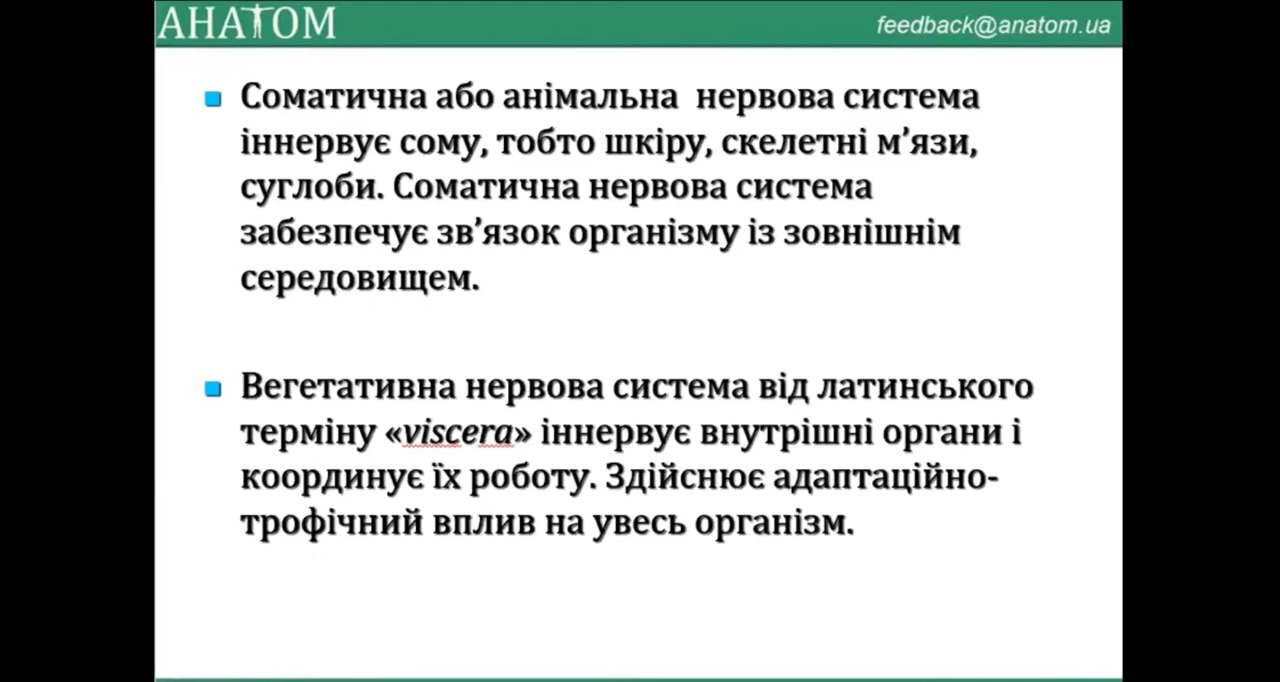 АНАТОМ
feedback@anatom.ua
Соматична або анімальна нервова система
іннервує сому, тобто шкіру, скелетні м’язи,
суглоби. Соматична нервова система
забезпечує зв’язок організму із зовнішнім
середовищем.
Вегетативна нервова система від латинського
терміну «viscera» іннервує внутрішні органи і
координує їх роботу. Здійснює адаптаційно-
трофічний вплив на увесь організм.